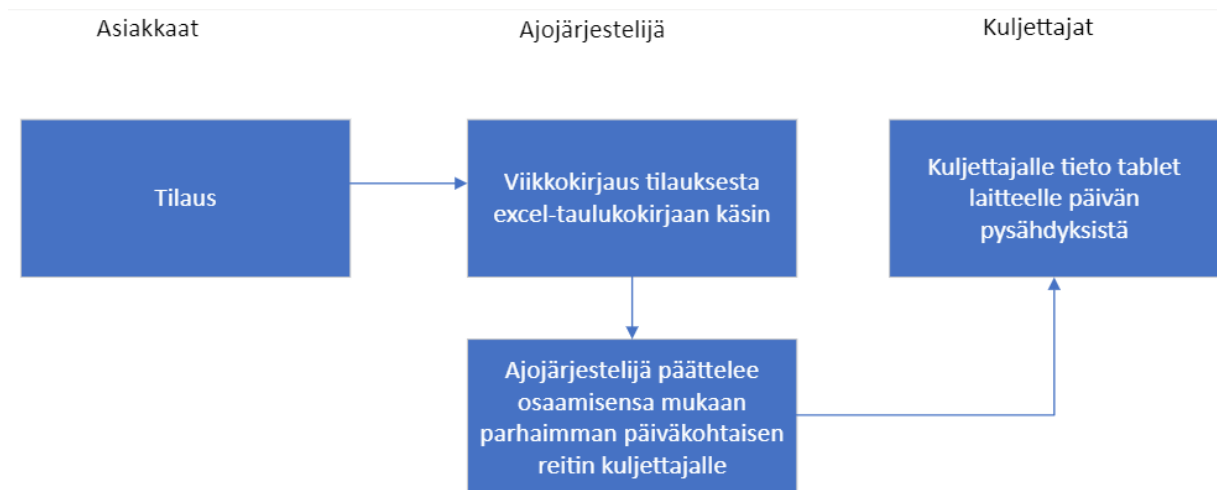 Asiakkaat
Ajojärjestelijä
Kuljettajat
Tilaus
Viikkokirjaus tilauksesta
excel-taulukokirjaan käsin
Kuljettajalle tieto tablet
laitteelle päivän
pysähdyksistä
Ajojärjestelijä päättelee
osaamisensa mukaan
parhaimman päiväkohtaisen
reitin kuljettajalle